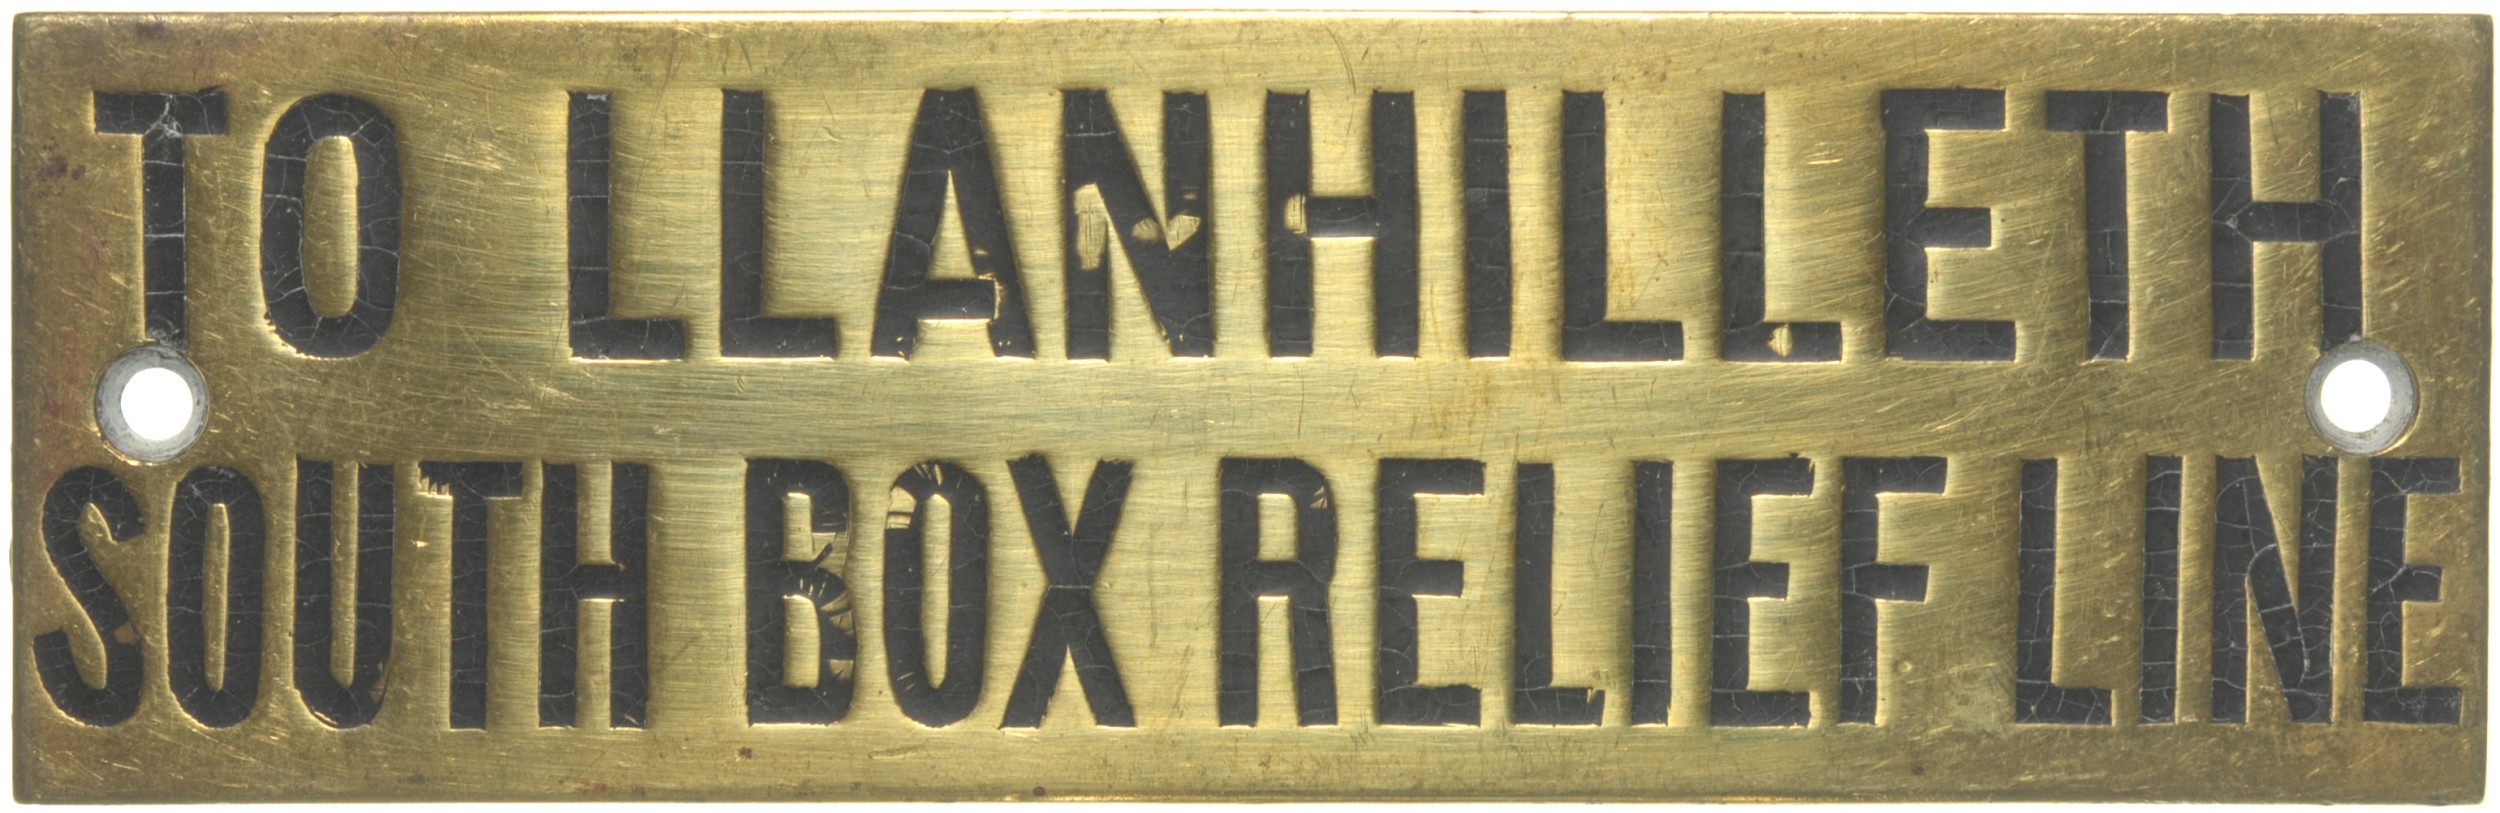 TO LLANHILLETH
SOUTH BOX RELIEF LINE